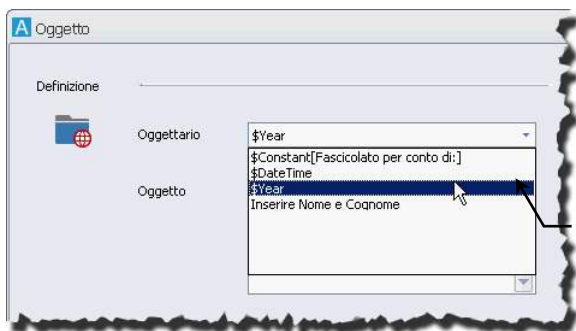 A Oggetto
Definizione
Oggettario $Year
$Constant[Fascicolato per conto di:]
$DateTime
Oggetto $Year
Inserire Nome e Cognome